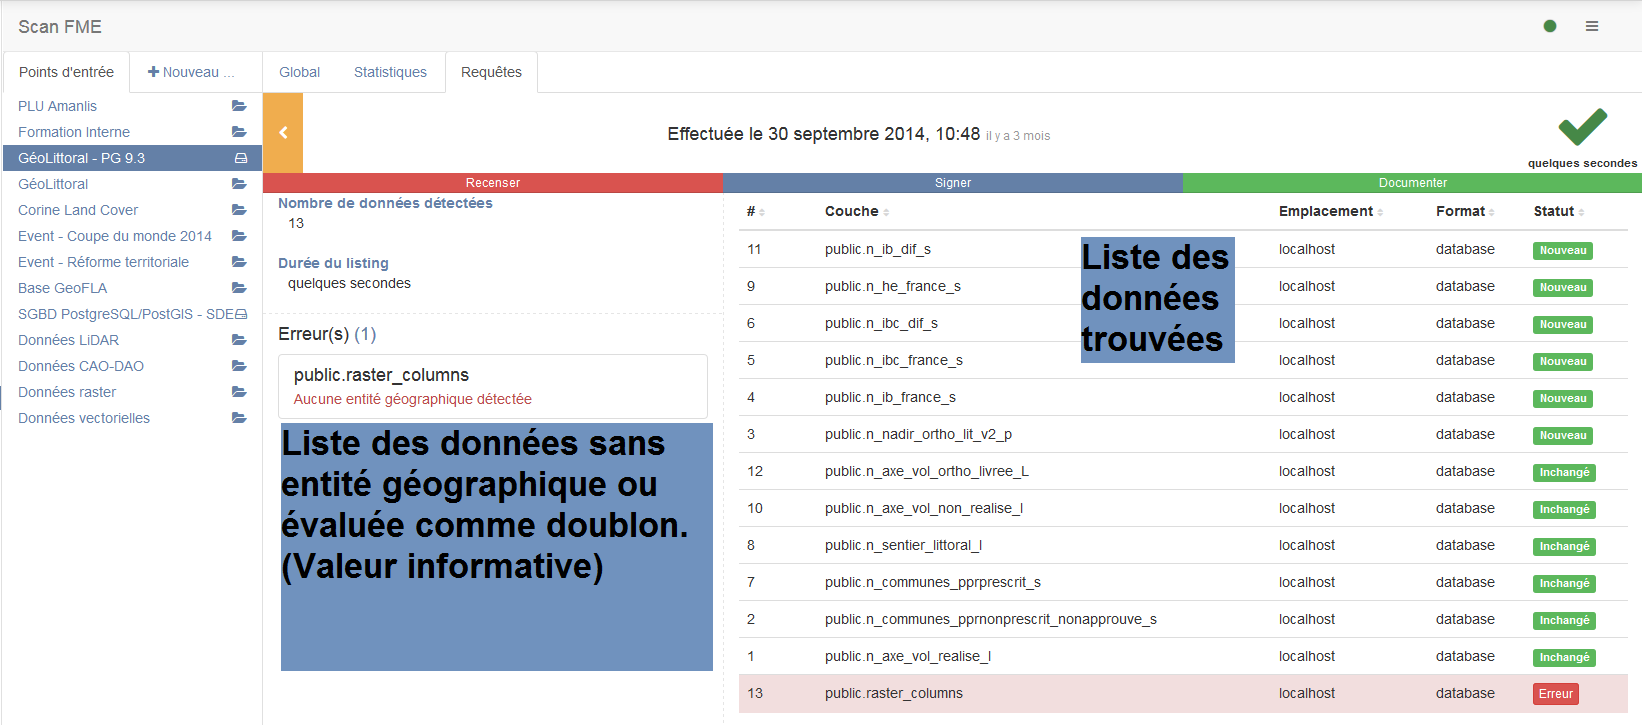 Scan FME
Points d'entrée
Nouveau ...
Global
Statistiques
Requêtes
PLU Amanlis
Formation Interne
GéoLittoral - PG 9.3
GéoLittoral
Corine Land Cover
Event - Coupe du monde 2014
Event - Réforme territoriale
Base GeoFLA
SGBD PostgreSQL/PostGIS - SDE
Données LiDAR
Données CAO-DAO
Données raster
Données vectorielles
Effectuée le 30 septembre 2014, 10:48 il y a 3 mois
quelques secondes
Recenser
Signer
Documenter
Nombre de données détectées
13
Durée du listing
quelques secondes
Erreur(s) (1)
public.raster_columns
Aucune entité géographique détectée
Liste des données sans
entité géographique ou
évaluée comme doublon.
(Valeur informative)
# Couche Emplacement Format Statut
11 public.n_ib_dif_s localhost database Nouveau
9 public.n_he_france_s localhost database Nouveau
6 public.n_ibc_dif_s localhost database Nouveau
5 public.n_ibc_france_s localhost database Nouveau
4 public.n_ib_france_s localhost database Nouveau
3 public.n_nadir_ortho_lit_v2_p localhost database Nouveau
12 public.n_axe_vol_ortho_livree_L localhost database Inchangé
10 public.n_axe_vol_non_realise_l localhost database Inchangé
8 public.n_sentier_littoral_l localhost database Inchangé
7 public.n_communes_pprprescrit_s localhost database Inchangé
2 public.n_communes_pprnonprescrit_nonapprouve_s localhost database Inchangé
1 public.n_axe_vol_realise_l localhost database Inchangé
13 public.raster_columns localhost database Erreur
Liste des
données
trouvées